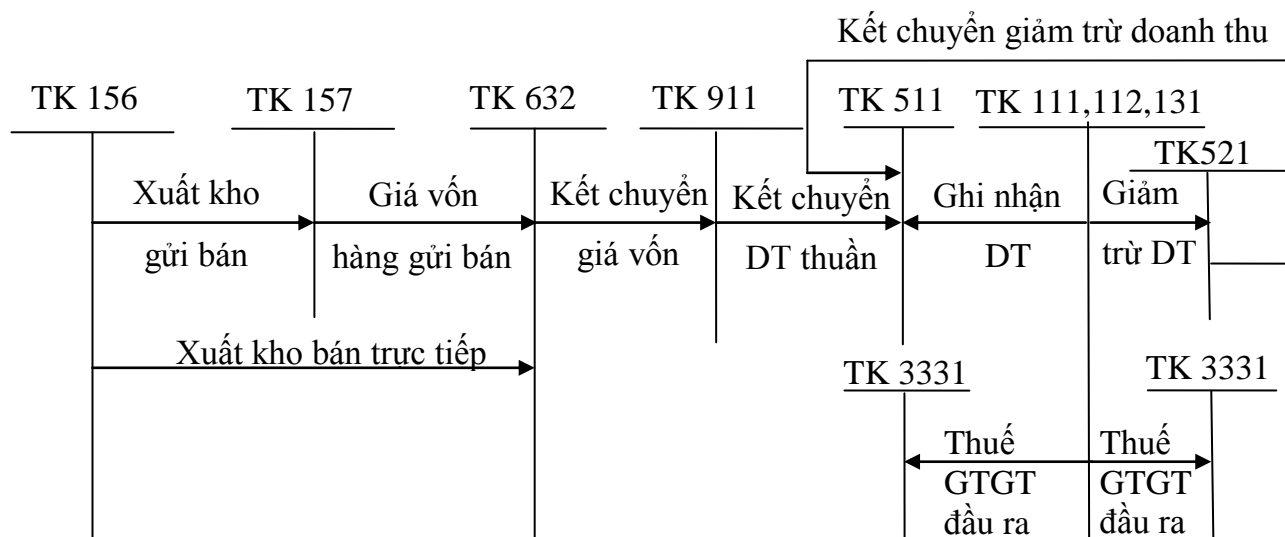 Kết chuyển giảm trừ doanh thu
TK 156
TK 157
TK 632
TK 911
TK 511
TK 111,112,131
TK521
Xuất kho
gửi bán
Giá vốn
hàng gửi bán
Kết chuyển
giá vốn
Kết chuyển
DT thuần
Ghi nhận
DT
Giảm
trừ DT
Xuất kho bán trực tiếp
TK 3331
TK 3331
Thuế
GTGT
đầu ra
Thuế
GTGT
đầu ra